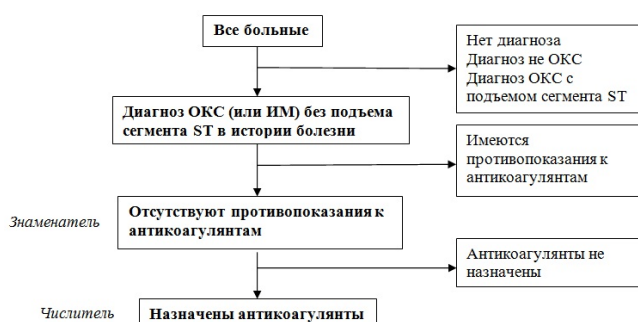 Все больные
Нет диагноза
Диагноз не ОКС
Диагноз ОКС с
подъемом сегмента ST
Диагноз ОКС (или ИМ) без подъема
сегмента ST в истории болезни
Имеются
противопоказания к
антикоагулянтам
Знаменатель
Отсутствуют противопоказания к
антикоагулянтам
Антикоагулянты не
назначены
Числитель
Назначены антикоагулянты